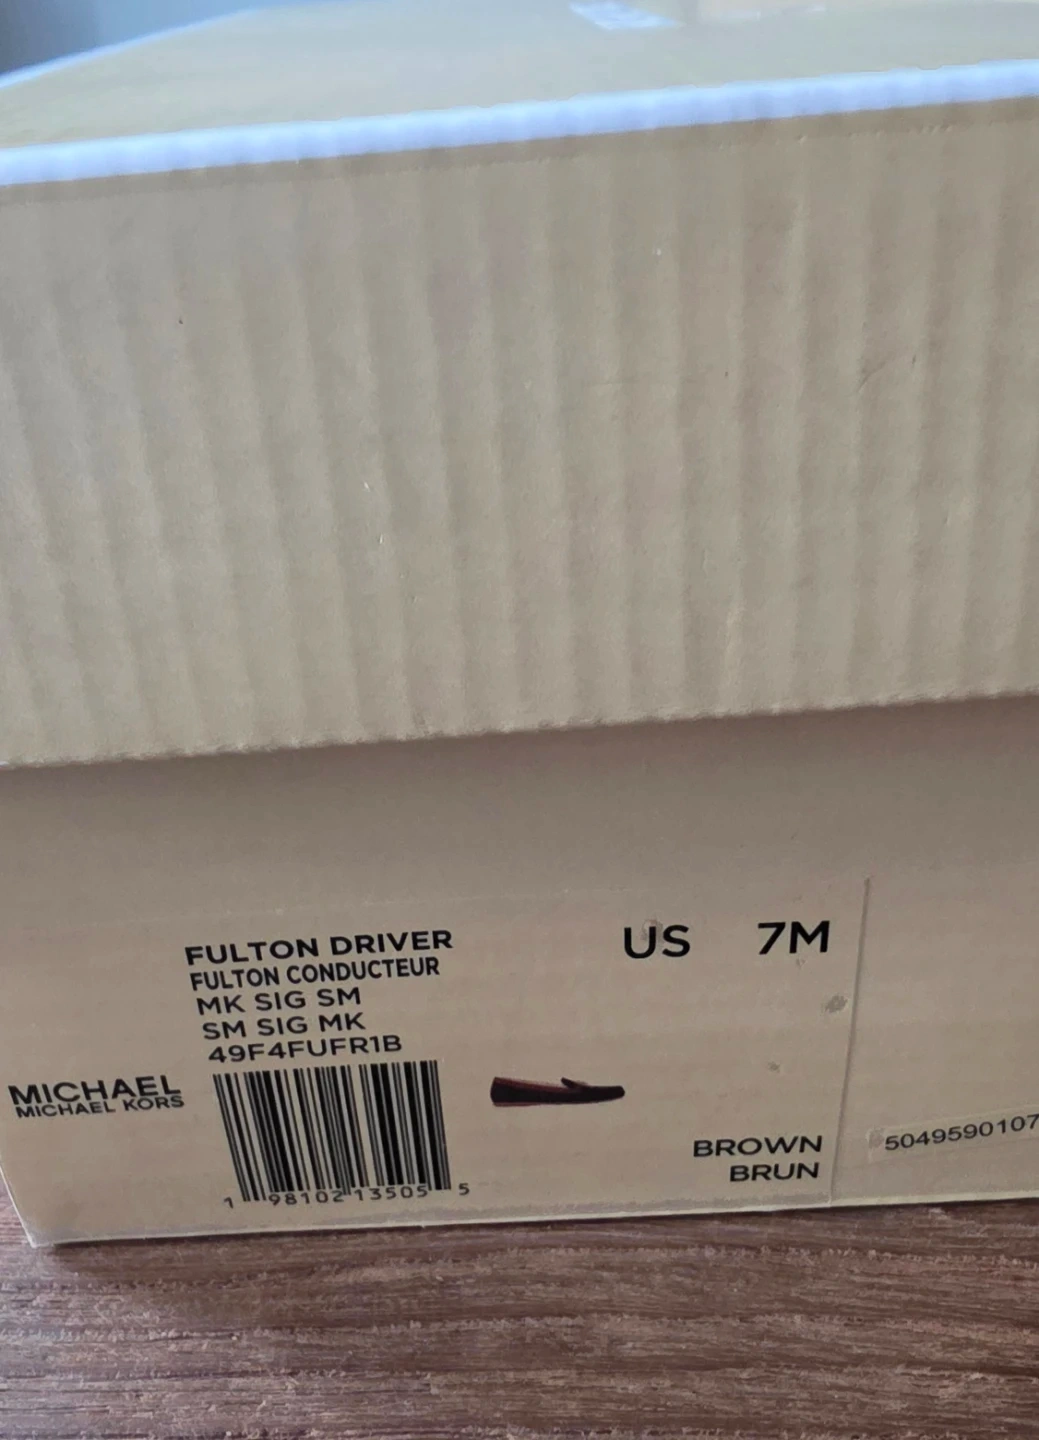 FULTON DRIVER
FULTON CONDUCTEUR
MK SIG SM
SM SIG MK
49F4FUFR1B
US 7M
MICHAEL
MICHAEL KORS
1 98102 13505 5
BROWN
BRUN
5049590107